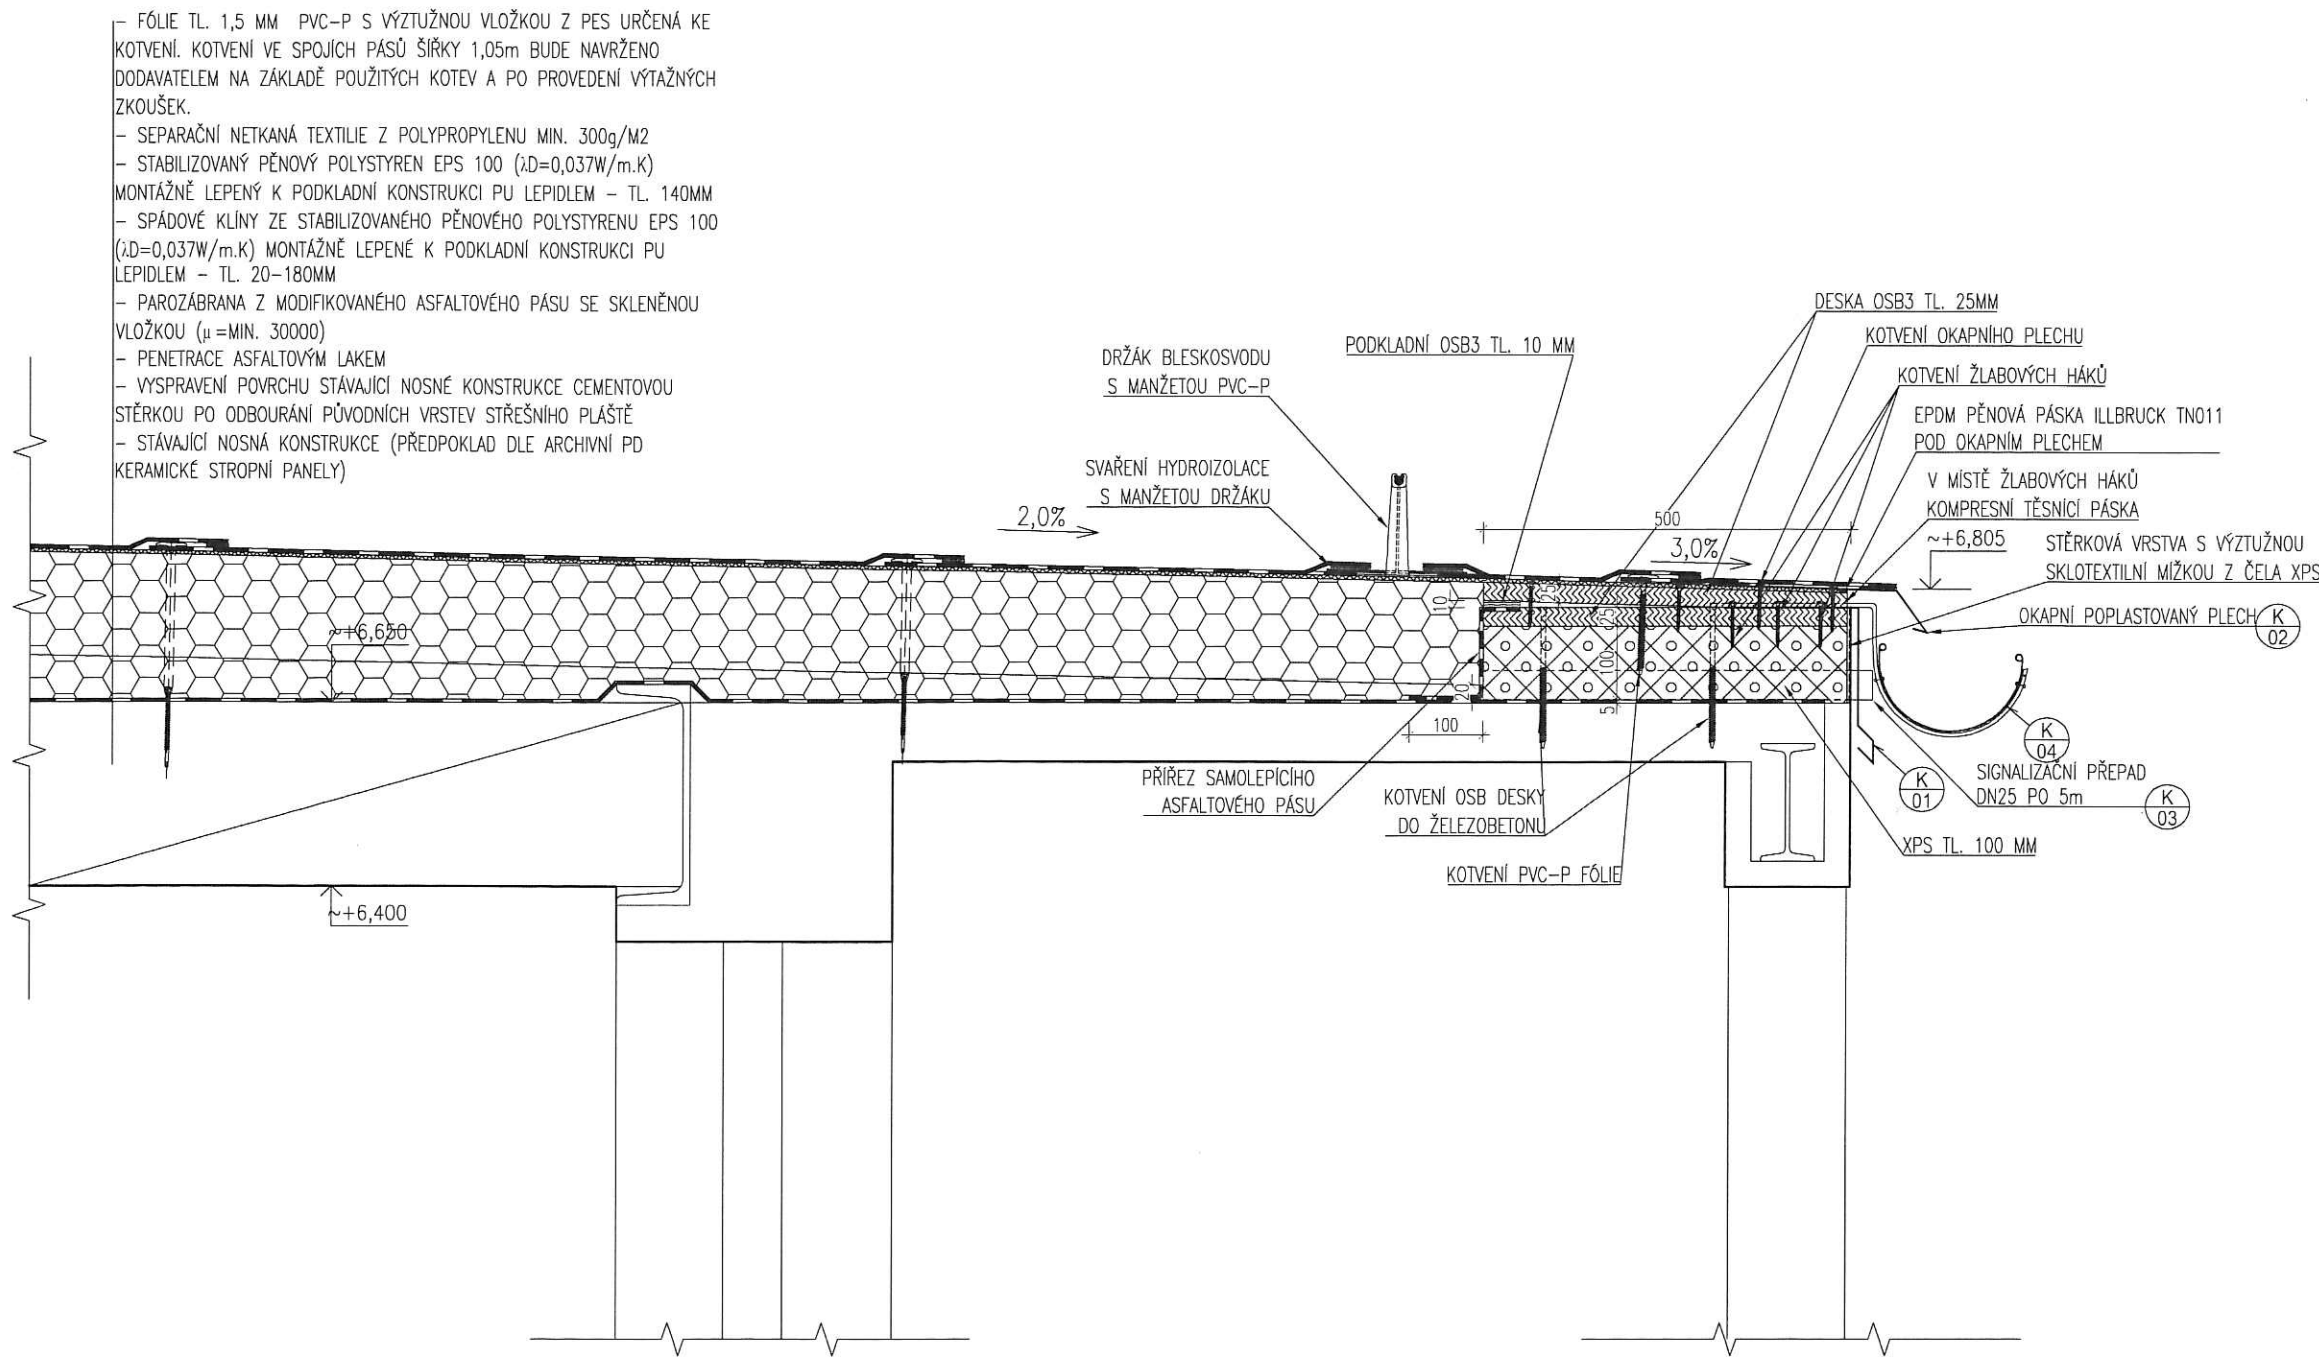 – FÓLIE TL. 1,5 MM PVC–P S VÝZTUŽNOU VLOŽKOU Z PES URČENÁ KE
KOTVENÍ. KOTVENÍ VE SPOJÍCH PÁSŮ ŠÍŘKY 1,05m BUDE NAVRŽENO
DODAVATELEM NA ZÁKLADĚ POUŽITÝCH KOTEV A PO PROVEDENÍ VÝTAŽNÝCH
ZKOUŠEK.
– SEPARAČNÍ NETKANÁ TEXTILIE Z POLYPROPYLENU MIN. 300g/M2
– STABILIZOVANÝ PĚNOVÝ POLYSTYREN EPS 100 (λD=0,037W/m.K)
MONTÁŽNĚ LEPENÝ K PODKLADNÍ KONSTRUKCI PU LEPIDLEM – TL. 140MM
– SPÁDOVÉ KLÍNY ZE STABILIZOVANÉHO PĚNOVÉHO POLYSTYRENU EPS 100
(λD=0,037W/m.K) MONTÁŽNĚ LEPENÉ K PODKLADNÍ KONSTRUKCI PU
LEPIDLEM – TL. 20–180MM
– PAROZÁBRANA Z MODIFIKOVANÉHO ASFALTOVÉHO PÁSU SE SKLENĚNOU
VLOŽKOU (μ=MIN. 30000)
– PENETRACE ASFALTOVÝM LAKEM
– VYSPRAVENÍ POVRCHU STÁVAJÍCÍ NOSNÉ KONSTRUKCE CEMENTOVOU
STĚRKOU PO ODBOURÁNÍ PŮVODNÍCH VRSTEV STŘEŠNÍHO PLÁŠTĚ
– STÁVAJÍCÍ NOSNÁ KONSTRUKCE (PŘEDPOKLAD DLE ARCHIVNÍ PD
KERAMICKÉ STROPNÍ PANELY)
DRŽÁK BLESKOSVODU
S MANŽETOU PVC–P
SVAŘENÍ HYDROIZOLACE
S MANŽETOU DRŽÁKU
PODKLADNÍ OSB3 TL. 10 MM
DESKA OSB3 TL. 25MM
KOTVENÍ OKAPNÍHO PLECHU
KOTVENÍ ŽLABOVÝCH HÁKŮ
EPDM PĚNOVÁ PÁSKA ILLBRUCK TN011
POD OKAPNÍM PLECHEM
V MÍSTĚ ŽLABOVÝCH HÁKŮ
KOMPRESNÍ TĚSNÍCÍ PÁSKA
~+6,805
STĚRKOVÁ VRSTVA S VÝZTUŽNOU
SKLOTEXTILNÍ MÍŽKOU Z ČELA XPS
OKAPNÍ POPLASTOVANÝ PLECH
K
02
2,0%
500
3,0%
10
25
25
100
5
20
100
~+6,650
~+6,400
PŘÍŘEZ SAMOLEPÍCÍHO
ASFALTOVÉHO PÁSU
KOTVENÍ OSB DESKY
DO ŽELEZOBETONU
KOTVENÍ PVC–P FÓLIE
K
04
K
01
SIGNALIZAČNÍ PŘEPAD
DN25 PO 5m
K
03
XPS TL. 100 MM